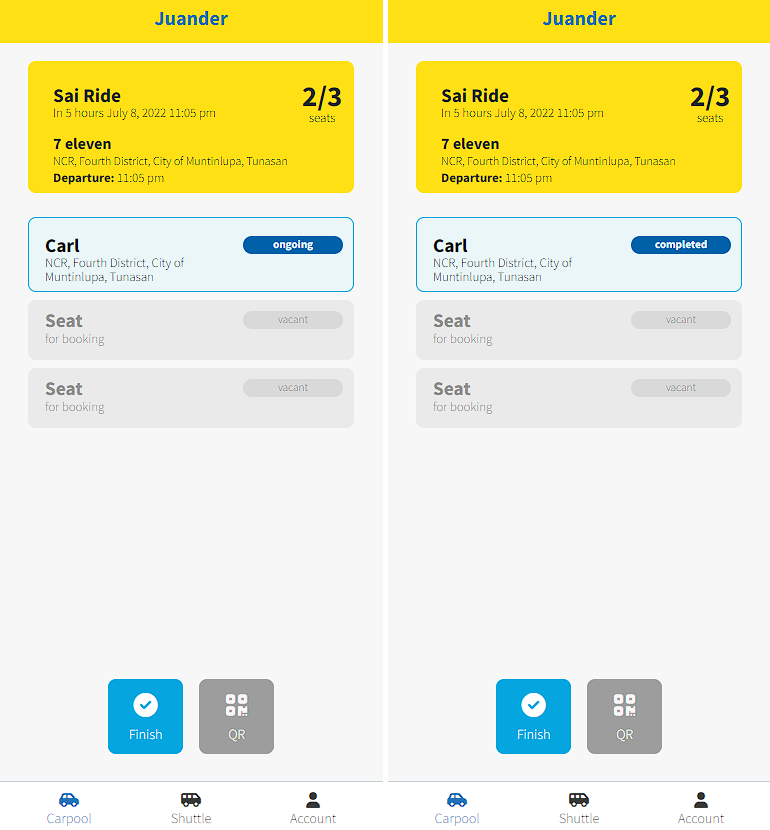 Juander
Sai Ride
In 5 hours July 8, 2022 11:05 pm
2/3
seats
7 eleven
NCR, Fourth District, City of Muntinlupa, Tunasan
Departure: 11:05 pm
Carl
ongoing
NCR, Fourth District, City of
Muntinlupa, Tunasan
Seat
vacant
for booking
Seat
vacant
for booking
Finish
QR
Carpool
Shuttle
Account
Juander
Sai Ride
In 5 hours July 8, 2022 11:05 pm
2/3
seats
7 eleven
NCR, Fourth District, City of Muntinlupa, Tunasan
Departure: 11:05 pm
Carl
completed
NCR, Fourth District, City of
Muntinlupa, Tunasan
Seat
vacant
for booking
Seat
vacant
for booking
Finish
QR
Carpool
Shuttle
Account